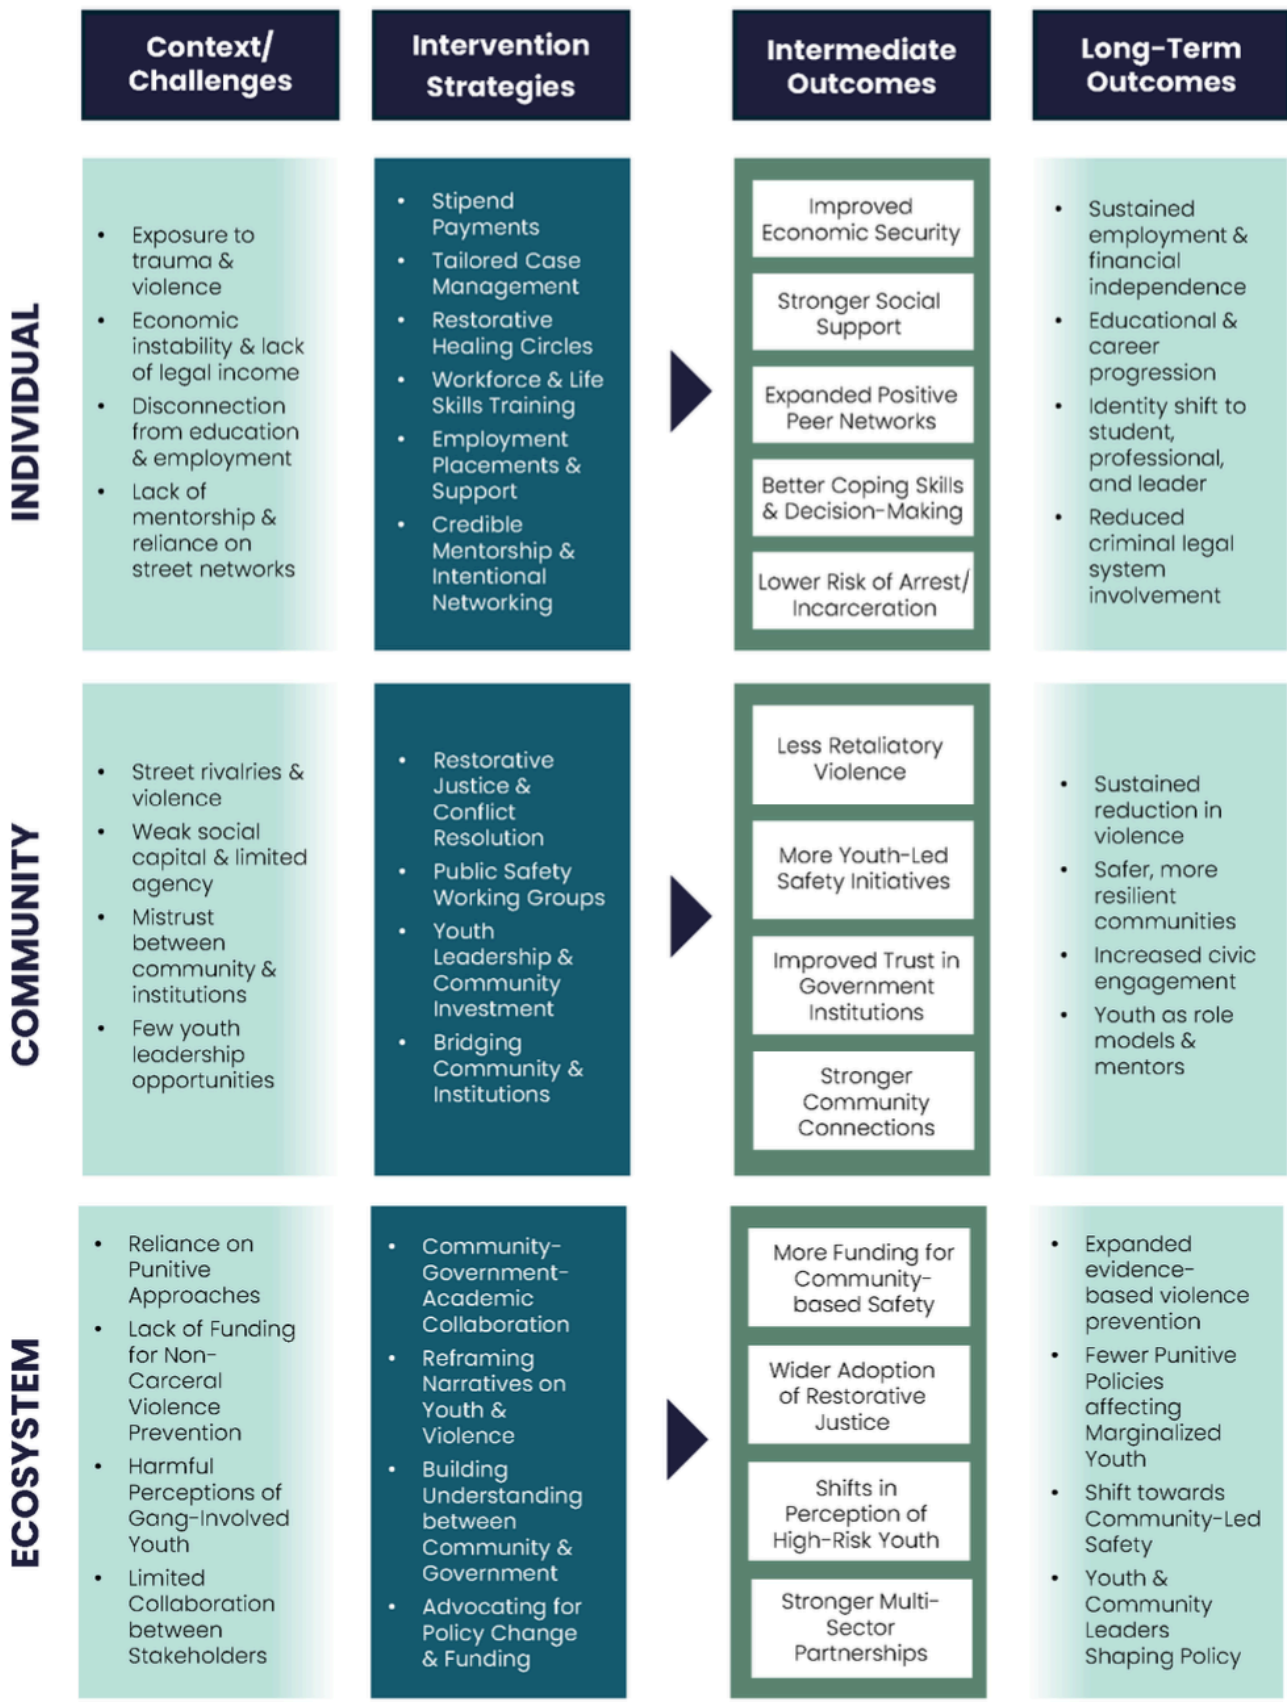 Context/
Challenges
Intervention
Strategies
Intermediate
Outcomes
Long-Term
Outcomes
INDIVIDUAL
• Exposure to
trauma &
violence
• Economic
instability & lack
of legal income
• Disconnection
from education
& employment
• Lack of
mentorship &
reliance on
street networks
• Stipend
Payments
• Tailored Case
Management
• Restorative
Healing Circles
• Workforce & Life
Skills Training
• Employment
Placements &
Support
• Credible
Mentorship &
Intentional
Networking
Improved
Economic Security
Stronger Social
Support
Expanded Positive
Peer Networks
Better Coping Skills
& Decision-Making
Lower Risk of Arrest/
Incarceration
• Sustained
employment &
financial
independence
• Educational &
career
progression
• Identity shift to
student,
professional,
and leader
• Reduced
criminal legal
system
involvement
COMMUNITY
• Street rivalries &
violence
• Weak social
capital & limited
agency
• Mistrust
between
community &
institutions
• Few youth
leadership
opportunities
• Restorative
Justice &
Conflict
Resolution
• Public Safety
Working Groups
• Youth
Leadership &
Community
Investment
• Bridging
Community &
Institutions
Less Retaliatory
Violence
More Youth-Led
Safety Initiatives
Improved Trust in
Government
Institutions
Stronger
Community
Connections
• Sustained
reduction in
violence
• Safer, more
resilient
communities
• Increased civic
engagement
• Youth as role
models &
mentors
ECOSYSTEM
• Reliance on
Punitive
Approaches
• Lack of Funding
for Non-
Carceral
Violence
Prevention
• Harmful
Perceptions of
Gang-Involved
Youth
• Limited
Collaboration
between
Stakeholders
• Community-
Government-
Academic
Collaboration
• Reframing
Narratives on
Youth &
Violence
• Building
Understanding
between
Community &
Government
• Advocating for
Policy Change
& Funding
More Funding for
Community-
based Safety
Wider Adoption
of Restorative
Justice
Shifts in
Perception of
High-Risk Youth
Stronger Multi-
Sector
Partnerships
• Expanded
evidence-
based violence
prevention
• Fewer Punitive
Policies
affecting
Marginalized
Youth
• Shift towards
Community-Led
Safety
• Youth &
Community
Leaders
Shaping Policy